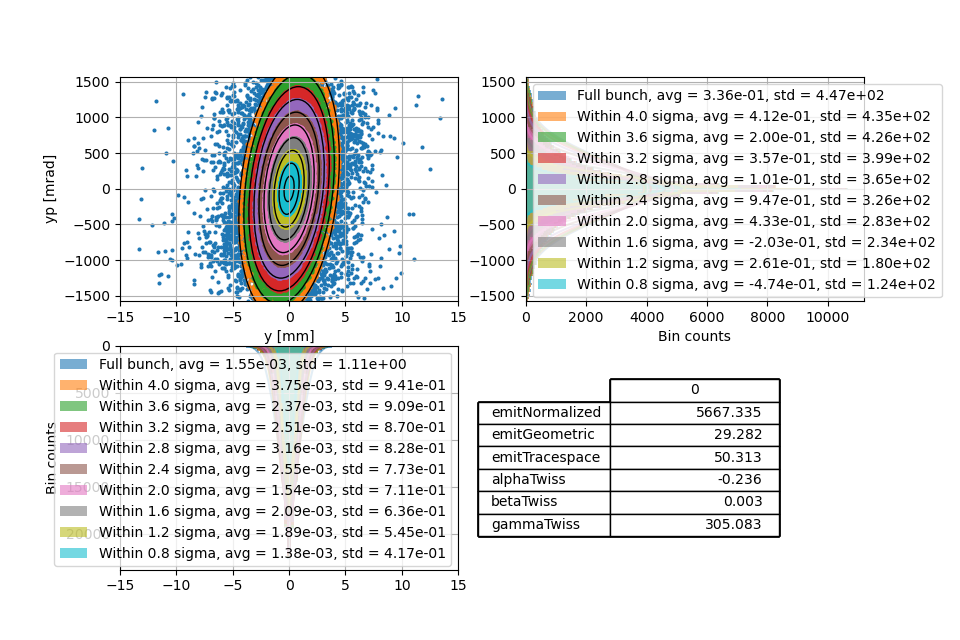 1500
1000
500
0
−500
−1000
−1500
yp [mrad]
−15 −10 −5 0 5 10 15
y [mm]
1500
1000
500
0
−500
−1000
−1500
Full bunch, avg = 3.36e-01, std = 4.47e+02
Within 4.0 sigma, avg = 4.12e-01, std = 4.35e+02
Within 3.6 sigma, avg = 2.00e-01, std = 4.26e+02
Within 3.2 sigma, avg = 3.57e-01, std = 3.99e+02
Within 2.8 sigma, avg = 1.01e-01, std = 3.65e+02
Within 2.4 sigma, avg = 9.47e-01, std = 3.26e+02
Within 2.0 sigma, avg = 4.33e-01, std = 2.83e+02
Within 1.6 sigma, avg = -2.03e-01, std = 2.34e+02
Within 1.2 sigma, avg = 2.61e-01, std = 1.80e+02
Within 0.8 sigma, avg = -4.74e-01, std = 1.24e+02
0 2000 4000 6000 8000 10000
Bin counts
0
5000
10000
15000
20000
Bin counts
Full bunch, avg = 1.55e-03, std = 1.11e+00
Within 4.0 sigma, avg = 3.75e-03, std = 9.41e-01
Within 3.6 sigma, avg = 2.37e-03, std = 9.09e-01
Within 3.2 sigma, avg = 2.51e-03, std = 8.70e-01
Within 2.8 sigma, avg = 3.16e-03, std = 8.28e-01
Within 2.4 sigma, avg = 2.55e-03, std = 7.73e-01
Within 2.0 sigma, avg = 1.54e-03, std = 7.11e-01
Within 1.6 sigma, avg = 2.09e-03, std = 6.36e-01
Within 1.2 sigma, avg = 1.89e-03, std = 5.45e-01
Within 0.8 sigma, avg = 1.38e-03, std = 4.17e-01
−15 −10 −5 0 5 10 15
0
emitNormalized 5667.335
emitGeometric 29.282
emitTracespace 50.313
alphaTwiss -0.236
betaTwiss 0.003
gammaTwiss 305.083